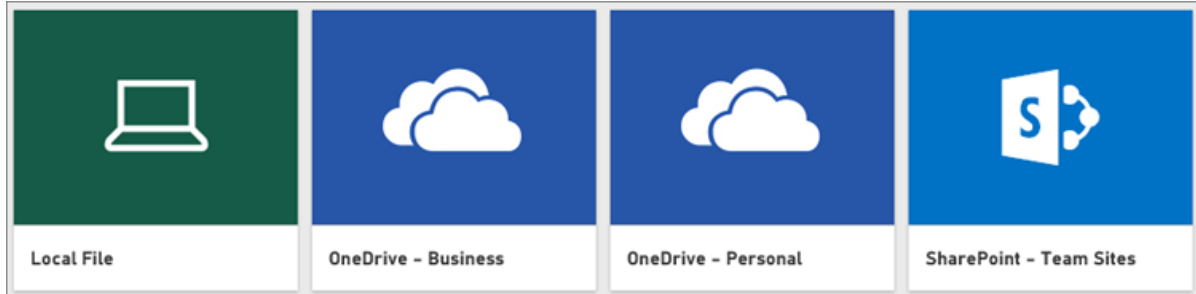 Local File
OneDrive – Business
OneDrive – Personal
S
SharePoint – Team Sites